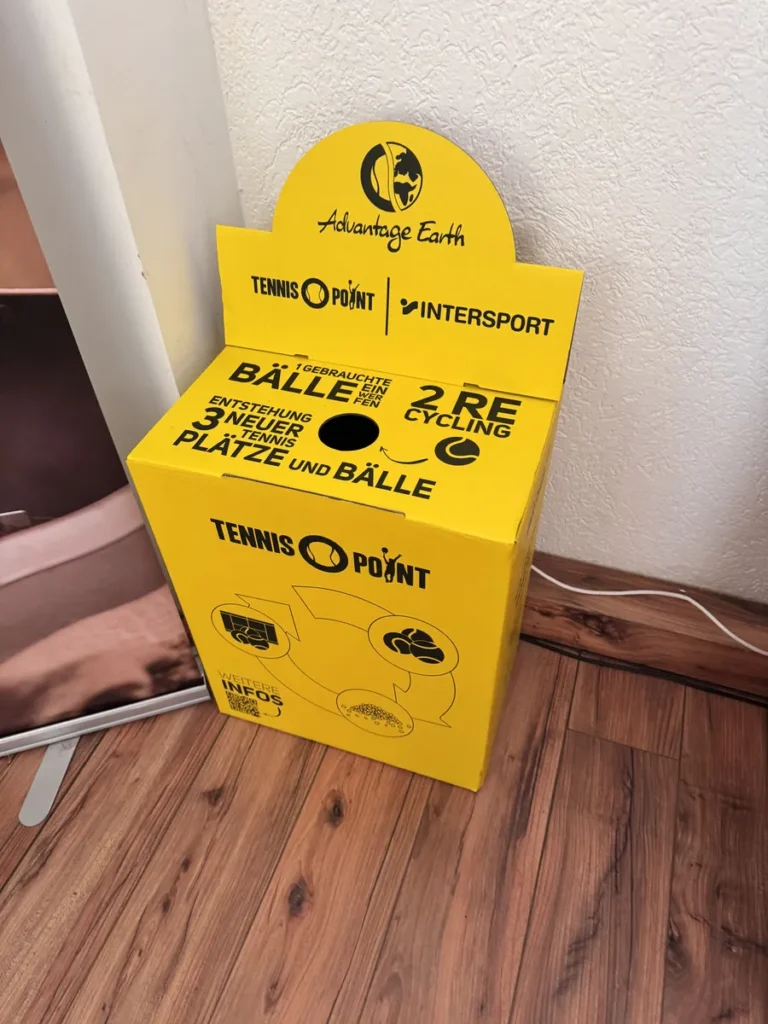 Advantage Earth
TENNIS POINT | INTERSPORT
1 GEBRAUCHTE
BÄLLE EIN
WER
FEN
2 RE
CYCLING
ENTSTEHUNG
3 NEUER
TENNIS
PLÄTZE UND BÄLLE
TENNIS POINT
WEITERE
INFOS